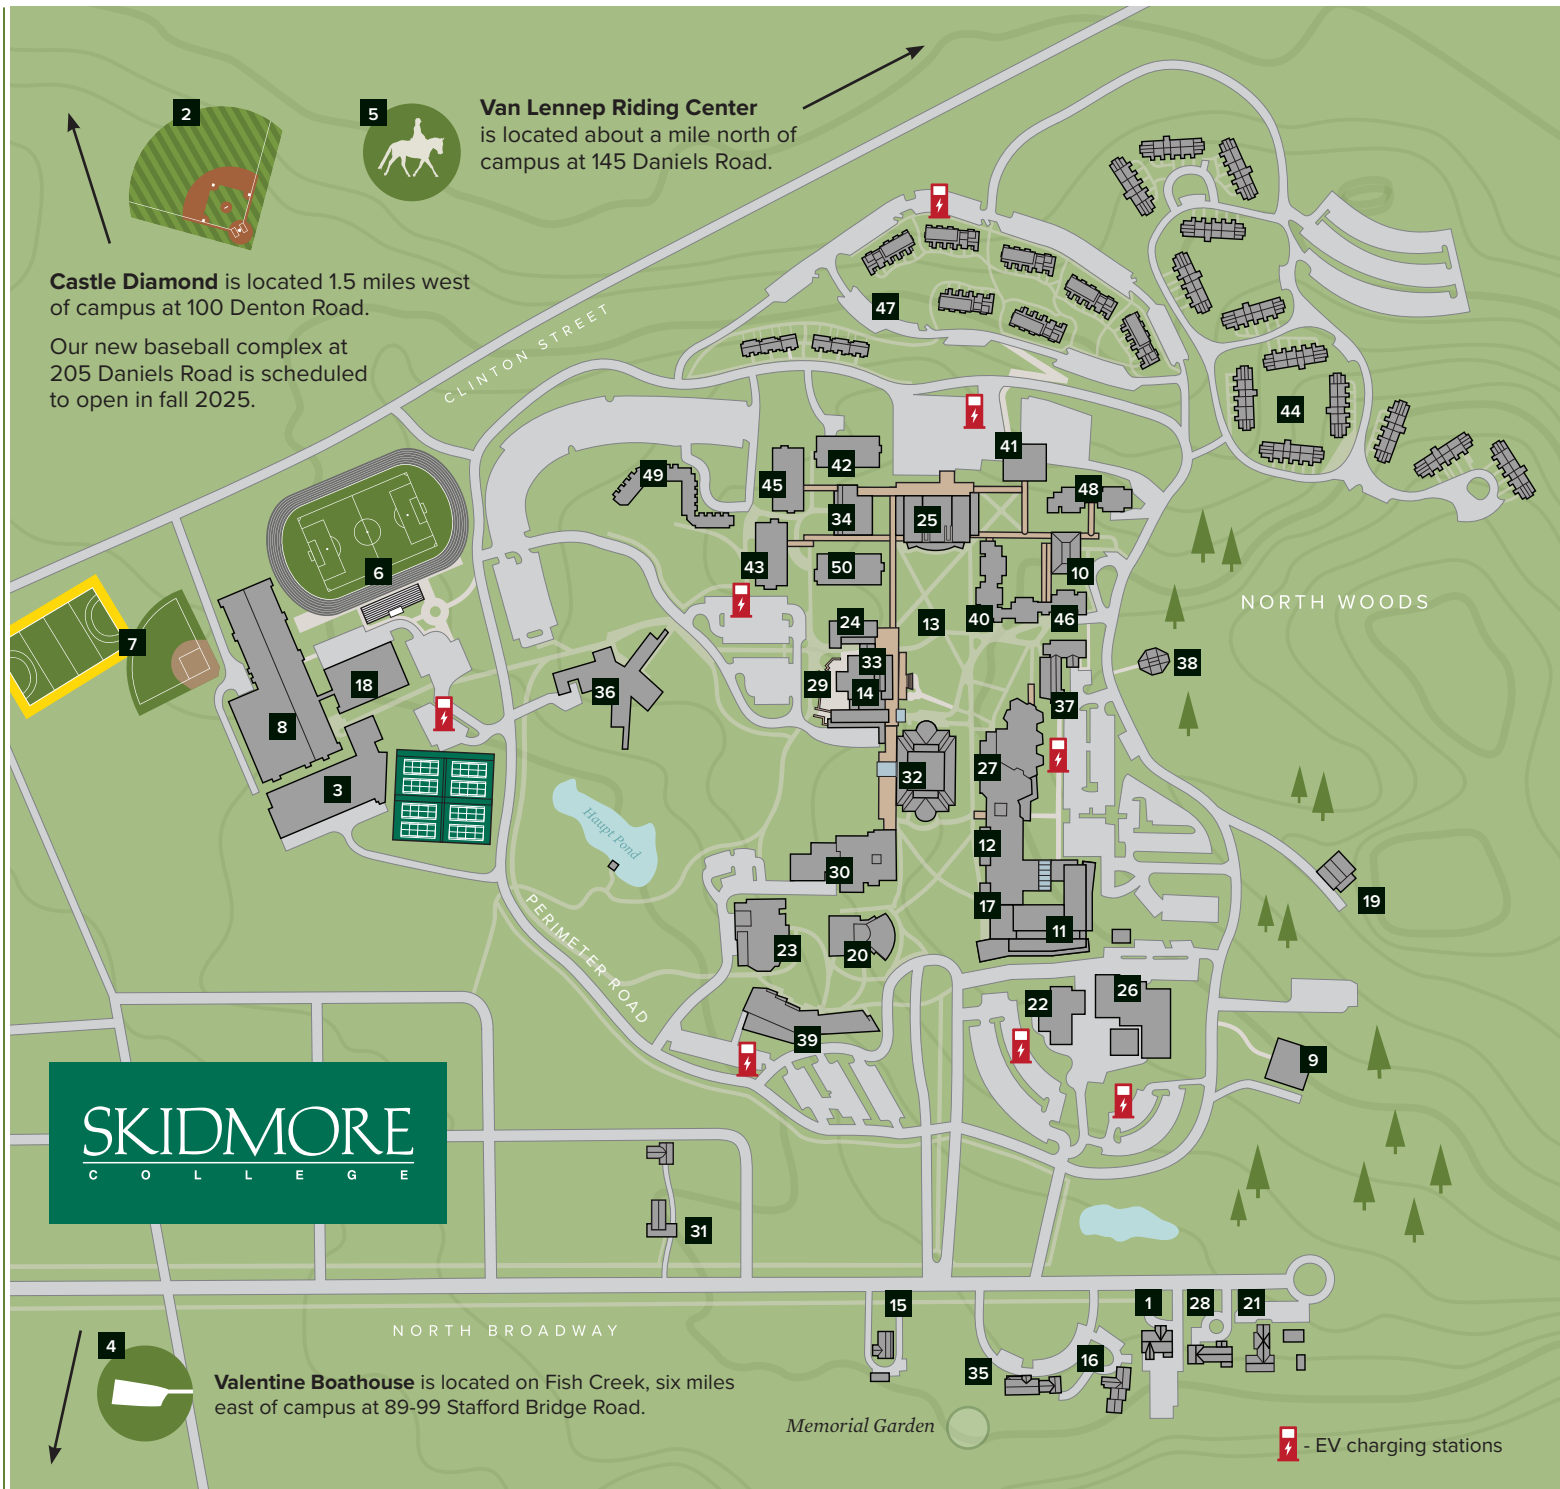 2
5
Van Lennep Riding Center
is located about a mile north of
campus at 145 Daniels Road.
Castle Diamond is located 1.5 miles west
of campus at 100 Denton Road.
Our new baseball complex at
205 Daniels Road is scheduled
to open in fall 2025.
CLINTON STREET
47
44
41
42
49
45
48
34
25
6
43
50
10
NORTH WOODS
7
24
13
40
46
33
38
18
29
14
36
37
8
27
32
3
Haupt Pond
12
30
19
17
PERIMETER ROAD
11
23
20
26
22
39
9
SKIDMORE
COLLEGE
31
15
1
28
21
NORTH BROADWAY
4
16
35
Valentine Boathouse is located on Fish Creek, six miles
east of campus at 89-99 Stafford Bridge Road.
Memorial Garden
- EV charging stations